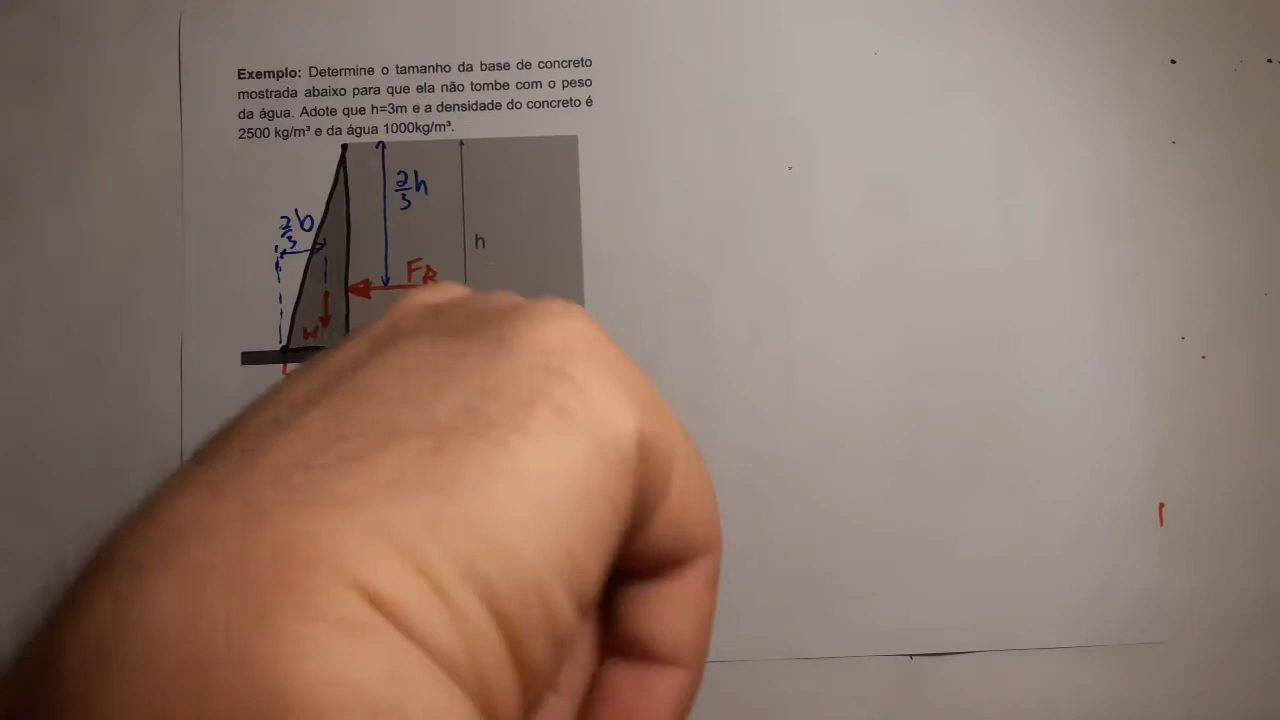 Exemplo: Determine o tamanho da base de concreto
mostrada abaixo para que ela não tombe com o peso
da água. Adote que h=3m e a densidade do concreto é
2500 kg/m³ e da água 1000kg/m³.
2/3 h
2/3 b
h
FR
W